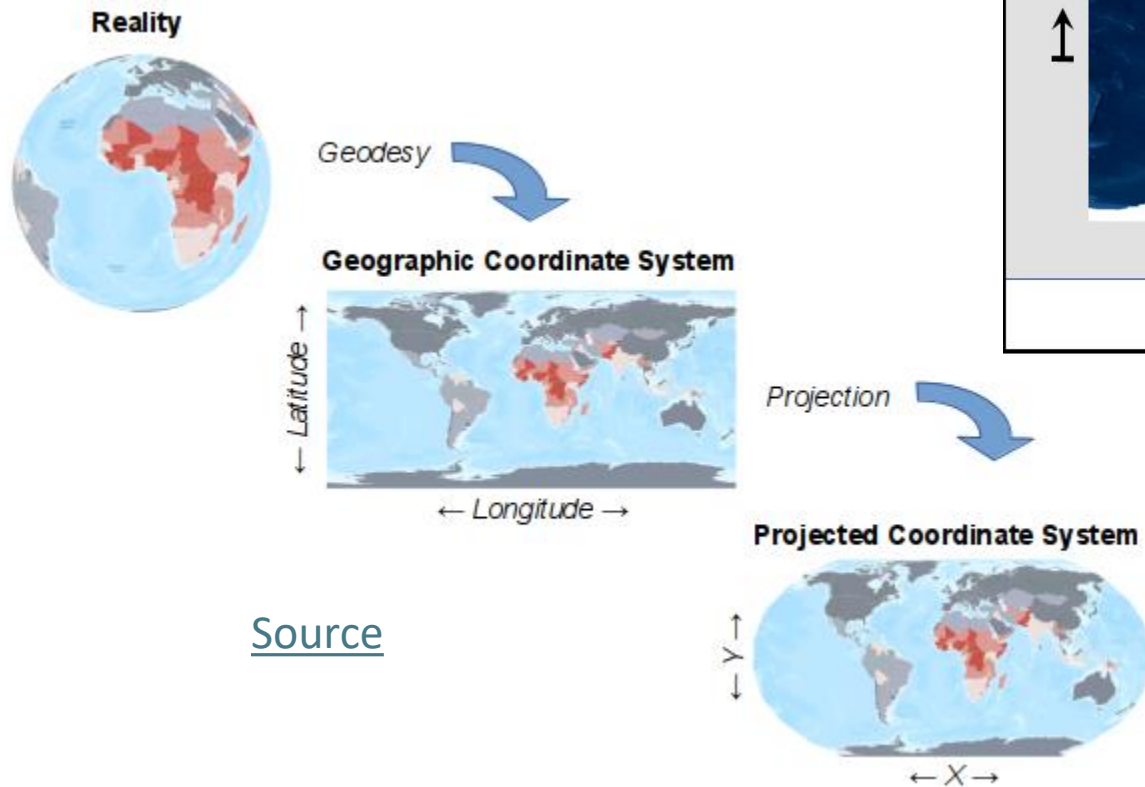 Reality
Geodesy
Geographic Coordinate System
← Latitude →
← Longitude →
Projection
Projected Coordinate System
← Y →
← X →
Source